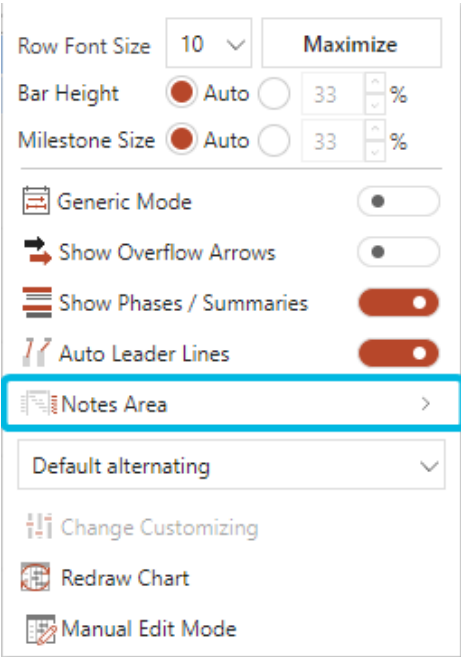 Row Font Size 10 Maximize
Bar Height Auto 33 %
Milestone Size Auto 33 %
Generic Mode
Show Overflow Arrows
Show Phases / Summaries
Auto Leader Lines
Notes Area
Default alternating
Change Customizing
Redraw Chart
Manual Edit Mode